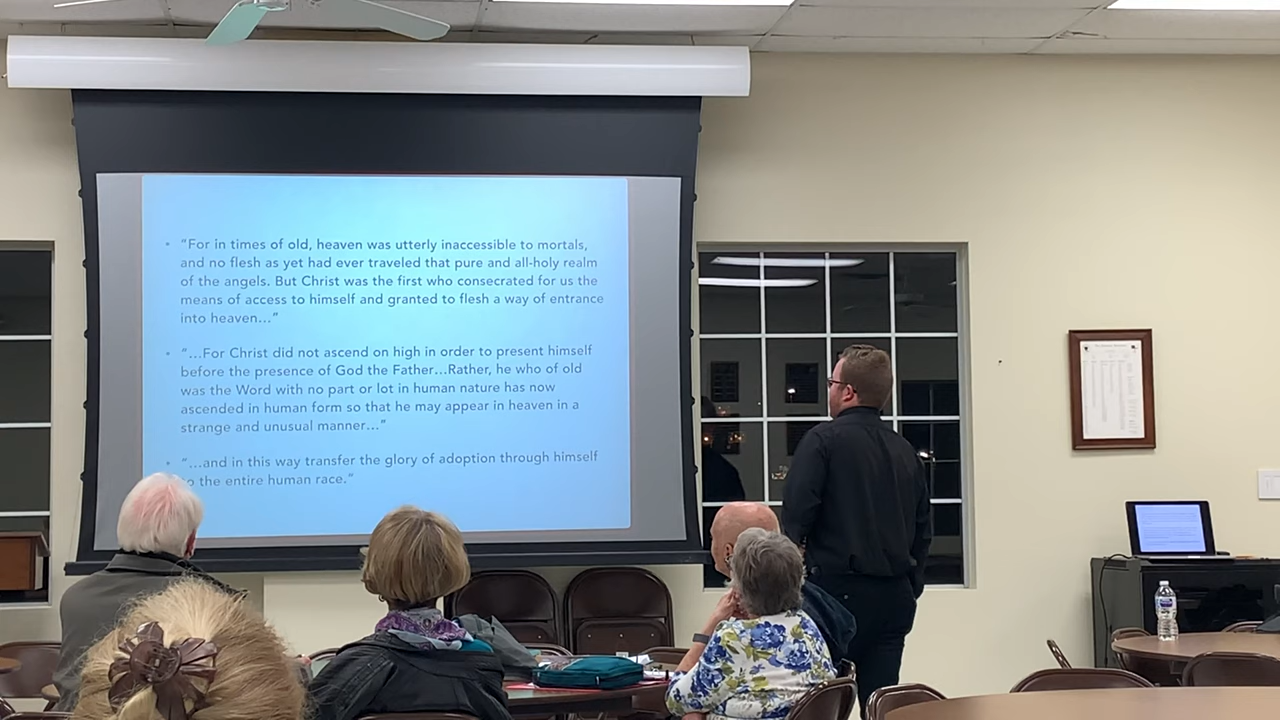 • "For in times of old, heaven was utterly inaccessible to mortals,
and no flesh as yet had ever traveled that pure and all-holy realm
of the angels. But Christ was the first who consecrated for us the
means of access to himself and granted to flesh a way of entrance
into heaven…"
• "…For Christ did not ascend on high in order to present himself
before the presence of God the Father…Rather, he who of old
was the Word with no part or lot in human nature has now
ascended in human form so that he may appear in heaven in a
strange and unusual manner…"
• "…and in this way transfer the glory of adoption through himself
to the entire human race."